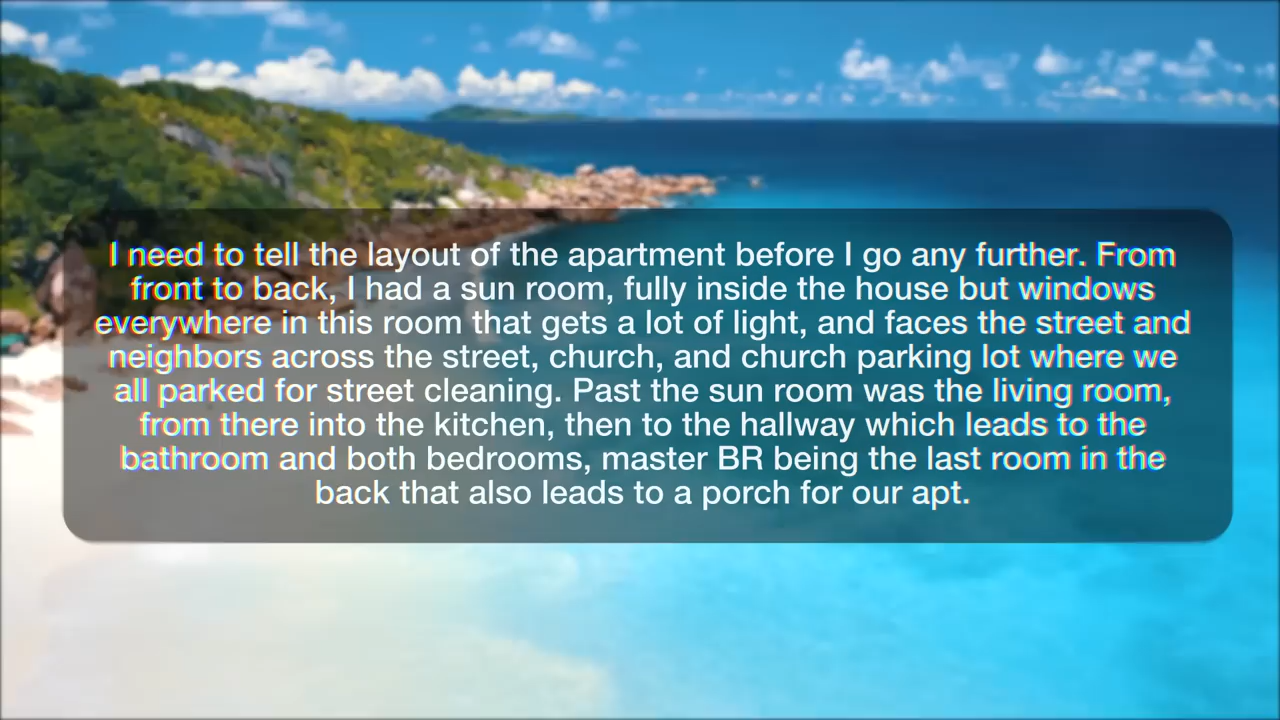 I need to tell the layout of the apartment before I go any further. From
front to back, I had a sun room, fully inside the house but windows
everywhere in this room that gets a lot of light, and faces the street and
neighbors across the street, church, and church parking lot where we
all parked for street cleaning. Past the sun room was the living room,
from there into the kitchen, then to the hallway which leads to the
bathroom and both bedrooms, master BR being the last room in the
back that also leads to a porch for our apt.